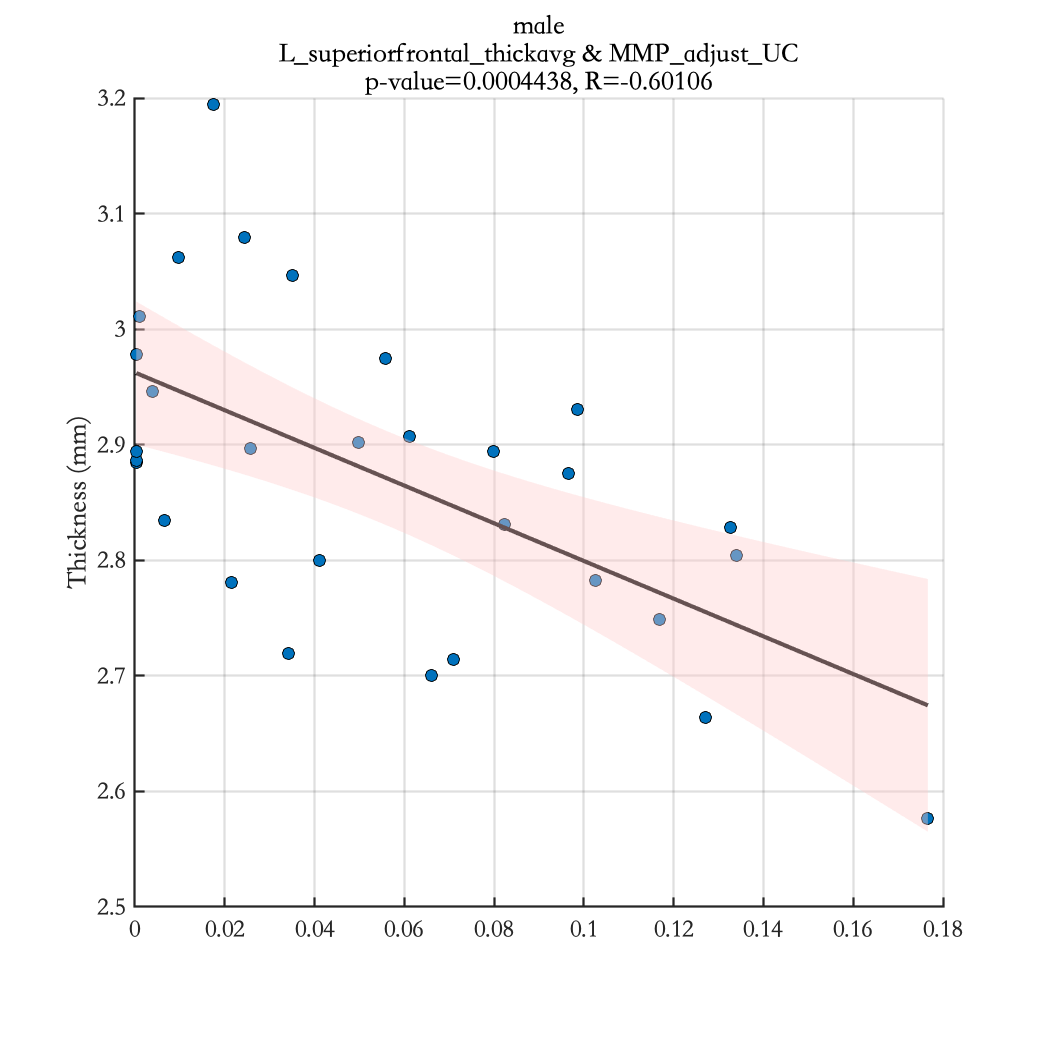 male
L_superiorfrontal_thickavg & MMP_adjust_UC
p-value=0.0004438, R=-0.60106
3.2
3.1
3
2.9
2.8
2.7
2.6
2.5
Thickness (mm)
0 0.02 0.04 0.06 0.08 0.1 0.12 0.14 0.16 0.18